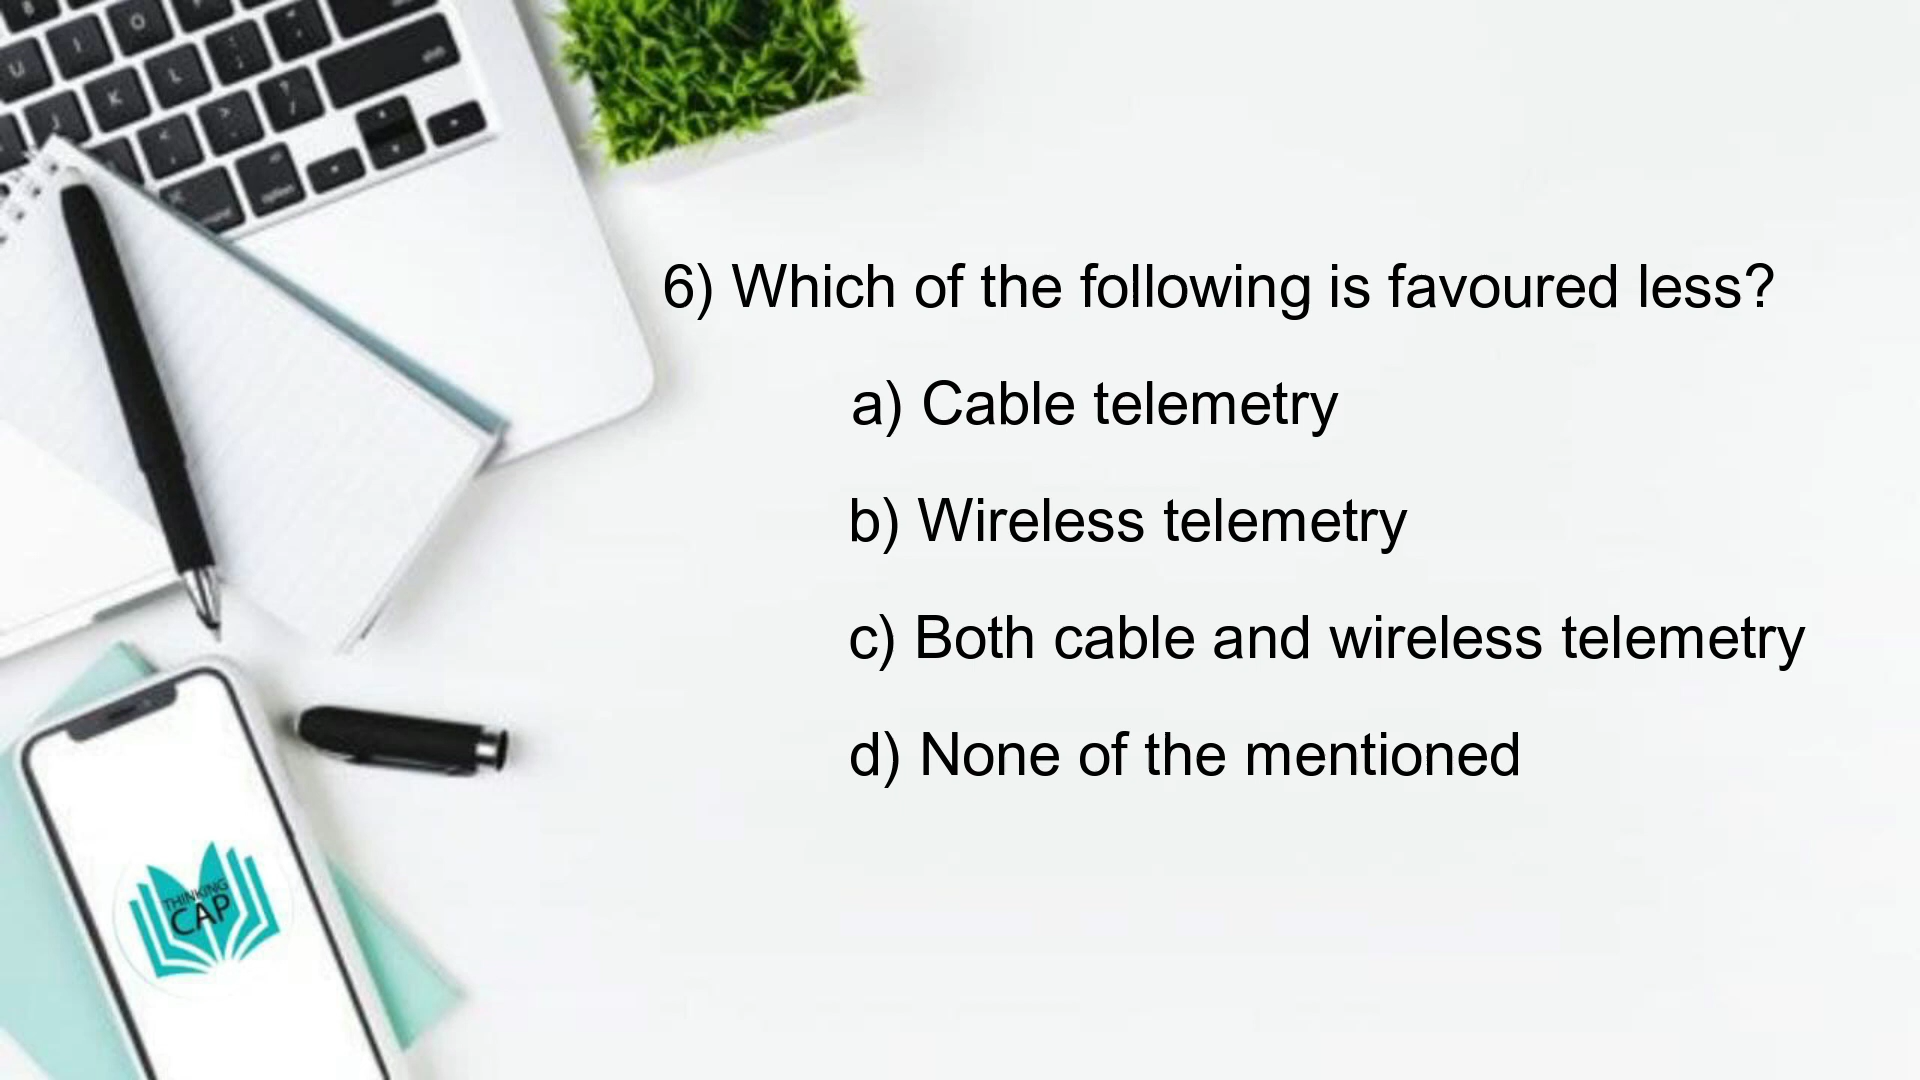 6) Which of the following is favoured less?
a) Cable telemetry
b) Wireless telemetry
c) Both cable and wireless telemetry
d) None of the mentioned
THINKING
CAP